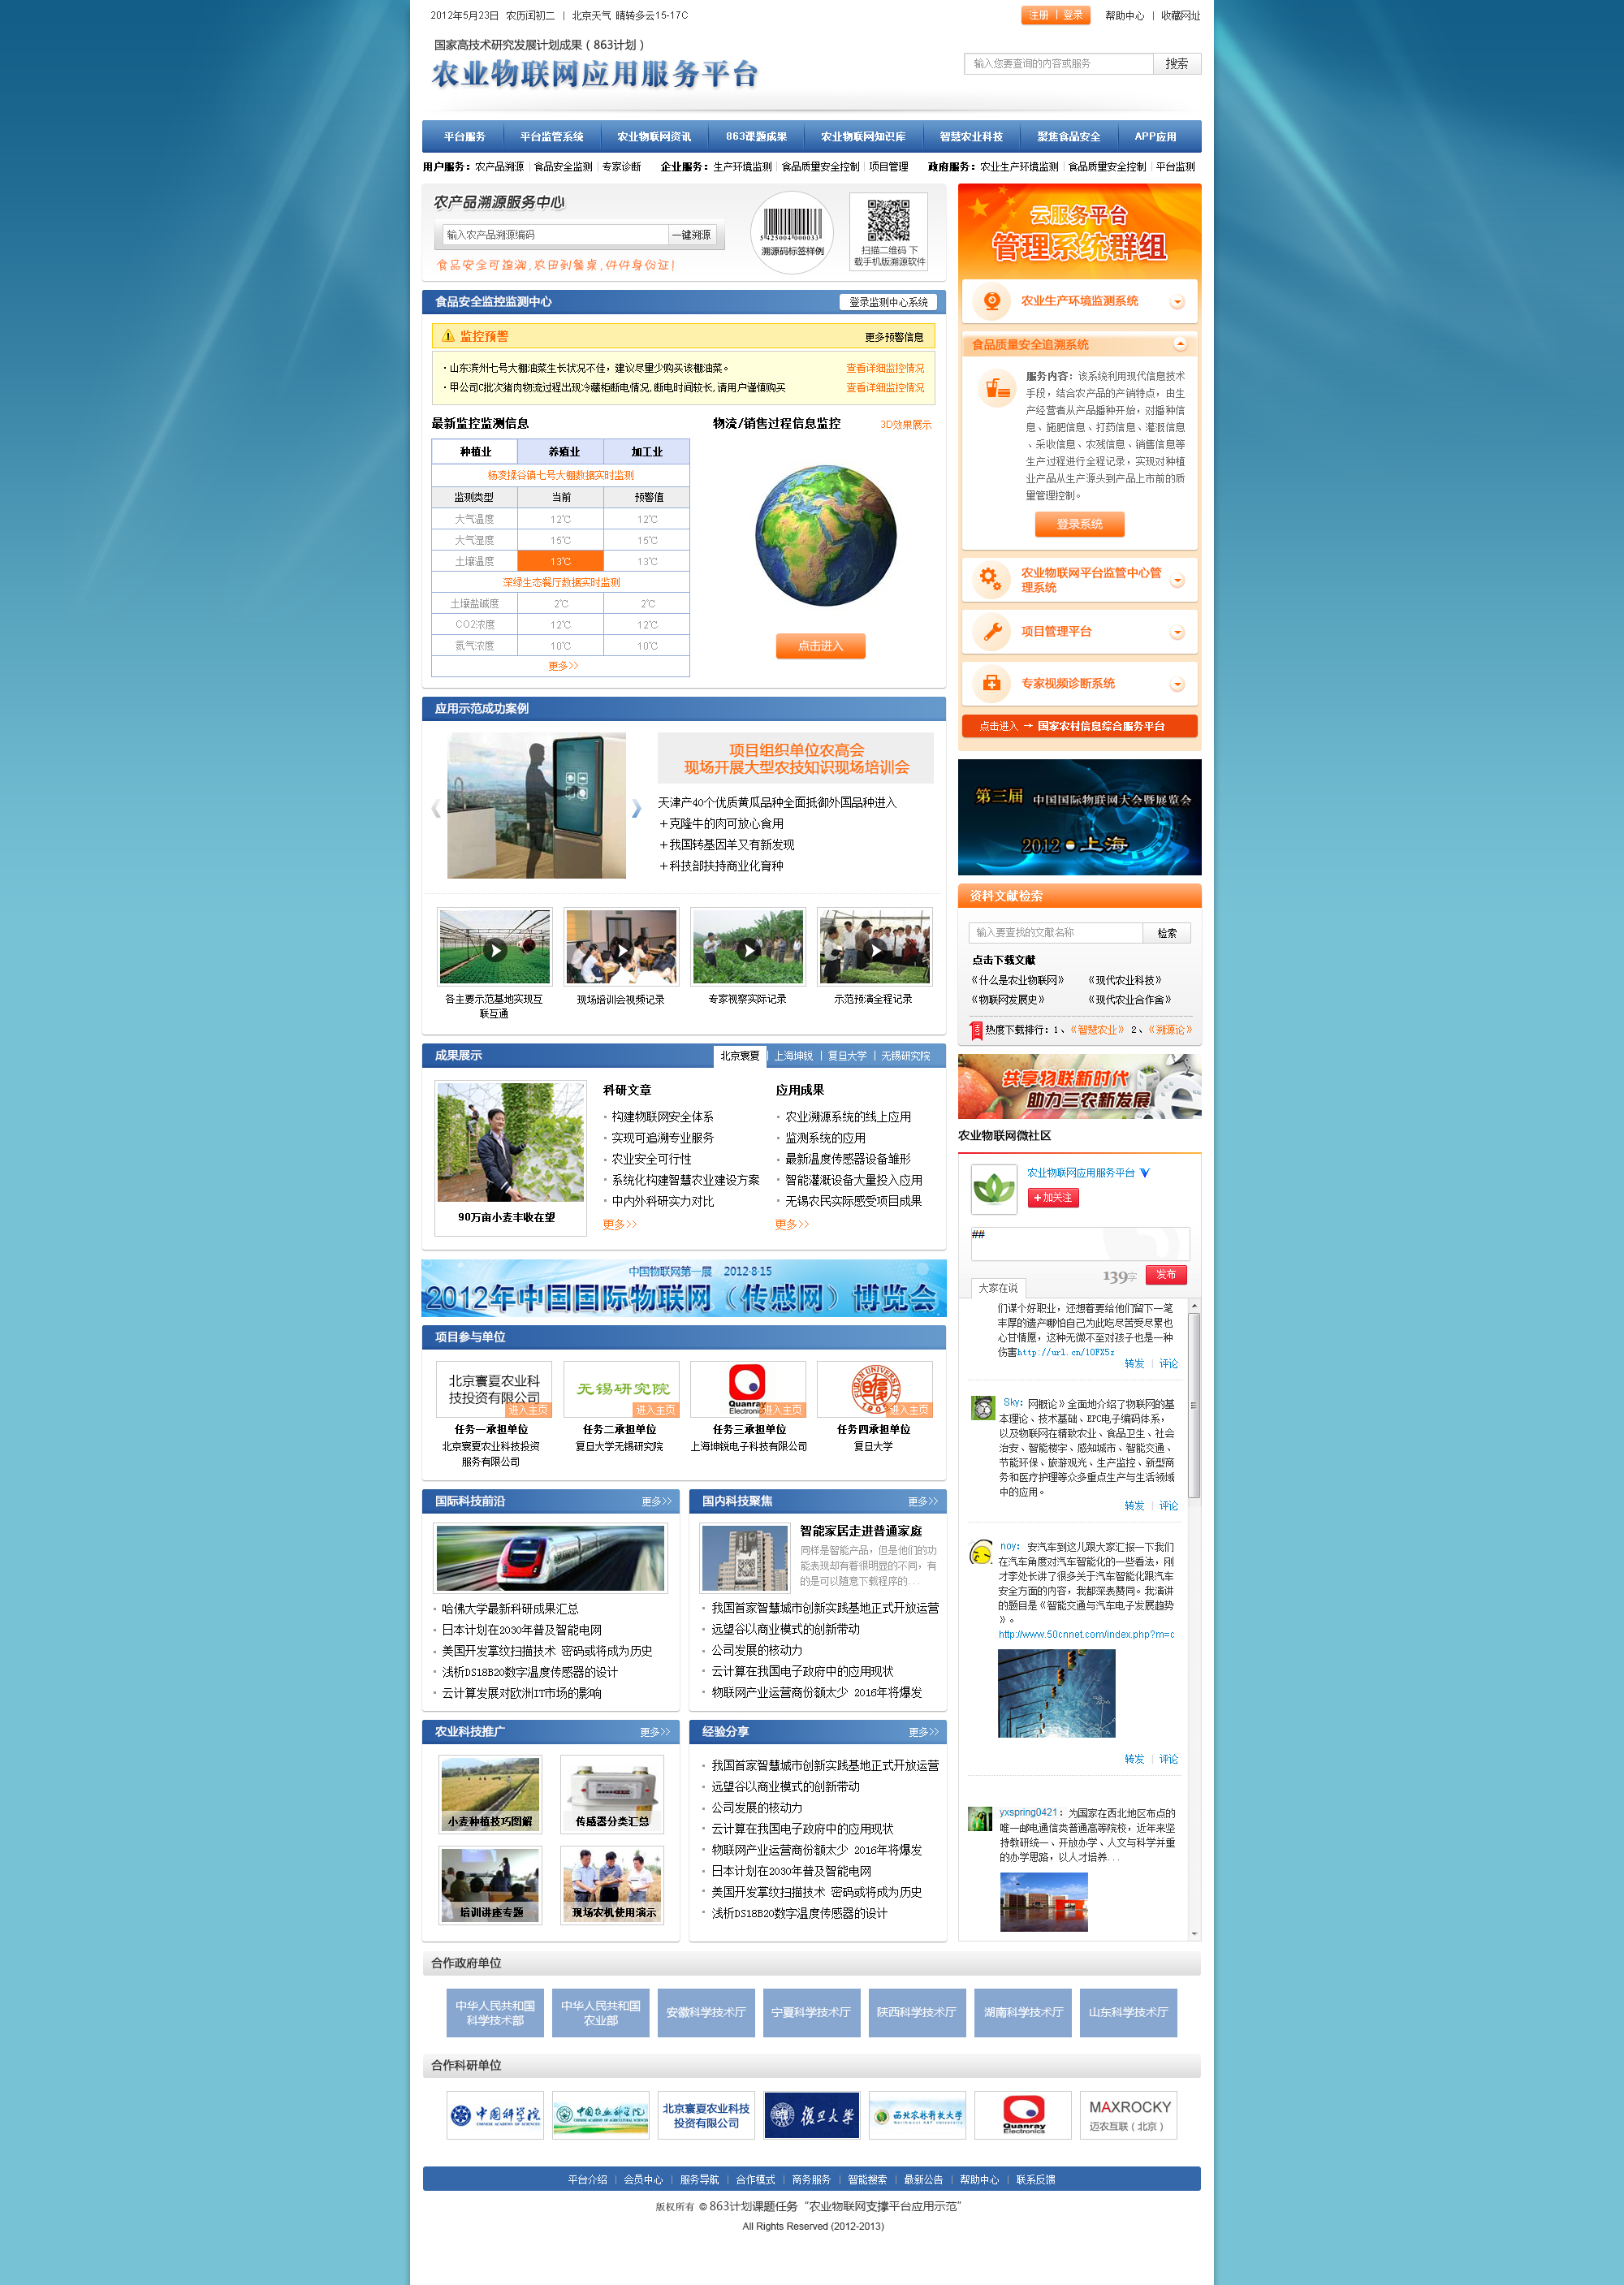 2012年5月23日 农历闰初二 | 北京天气 晴转多云15-17C
注册 | 登录 帮助中心 | 收藏网址
国家高技术研究发展计划成果（863计划）
农业物联网应用服务平台
输入您要查询的内容或服务 搜索
平台服务 平台监管系统 农业物联网资讯 863课题成果 农业物联网知识库 智慧农业科技 聚焦食品安全 APP应用
用户服务：农产品溯源 | 食品安全监测 | 专家诊断 企业服务：生产环境监测 | 食品质量安全控制 | 项目管理 政府服务：农业生产环境监测 | 食品质量安全控制 | 平台监测
农产品溯源服务中心
输入农产品溯源编码 一键溯源
食品安全可追溯,农田到餐桌,件件身份证!
溯源码标签样例
扫描二维码 下
载手机版溯源软件
食品安全监控监测中心 登录监测中心系统
监控预警 更多预警信息
·山东滨州七号大棚油菜生长状况不佳，建议尽量少购买该棚油菜。 查看详细监控情况
·甲公司C批次猪肉物流过程出现冷藏柜断电情况,断电时间较长,请用户谨慎购买 查看详细监控情况
最新监控监测信息
种植业 养殖业 加工业
杨凌揉谷镇七号大棚数据实时监测
监测类型 当前 预警值
大气温度 12℃ 12℃
大气湿度 15℃ 15℃
土壤温度 13℃ 13℃
深绿生态餐厅数据实时监测
土壤盐碱度 2℃ 2℃
CO2浓度 12℃ 12℃
氮气浓度 10℃ 10℃
更多>>
物流/销售过程信息监控 3D效果展示
点击进入
应用示范成功案例
项目组织单位农高会
现场开展大型农技知识现场培训会
天津产40个优质黄瓜品种全面抵御外国品种进入
+克隆牛的肉可放心食用
+我国转基因羊又有新发现
+科技部扶持商业化育种
各主要示范基地实现互
联互通
现场培训会视频记录
专家视察实际记录
示范预演全程记录
成果展示 北京寰夏 | 上海坤锐 | 复旦大学 | 无锡研究院
90万亩小麦丰收在望
科研文章
构建物联网安全体系
实现可追溯专业服务
农业安全可行性
系统化构建智慧农业建设方案
中内外科研实力对比
更多>>
应用成果
农业溯源系统的线上应用
监测系统的应用
最新温度传感器设备雏形
智能灌溉设备大量投入应用
无锡农民实际感受项目成果
更多>>
中国物联网第一展 2012·8·15
2012年中国国际物联网（传感网）博览会
项目参与单位
北京寰夏农业科
技投资有限公司
进入主页
任务一承担单位
北京寰夏农业科技投资
服务有限公司
无锡研究院
进入主页
任务二承担单位
复旦大学无锡研究院
Quanray
Electronics
进入主页
任务三承担单位
上海坤锐电子科技有限公司
进入主页
任务四承担单位
复旦大学
国际科技前沿 更多>>
哈佛大学最新科研成果汇总
日本计划在2030年普及智能电网
美国开发掌纹扫描技术 密码或将成为历史
浅析DS18B20数字温度传感器的设计
云计算发展对欧洲IT市场的影响
国内科技聚焦 更多>>
智能家居走进普通家庭
同样是智能产品，但是他们的功
能表现却有着很明显的不同，有
的是可以随意下载程序的...
我国首家智慧城市创新实践基地正式开放运营
远望谷以商业模式的创新带动
公司发展的核动力
云计算在我国电子政府中的应用现状
物联网产业运营商份额太少 2016年将爆发
农业科技推广 更多>>
小麦种植技巧图解
传感器分类汇总
培训讲座专题
现场农机使用演示
经验分享 更多>>
我国首家智慧城市创新实践基地正式开放运营
远望谷以商业模式的创新带动
公司发展的核动力
云计算在我国电子政府中的应用现状
物联网产业运营商份额太少 2016年将爆发
日本计划在2030年普及智能电网
美国开发掌纹扫描技术 密码或将成为历史
浅析DS18B20数字温度传感器的设计
云服务平台
管理系统群组
农业生产环境监测系统
食品质量安全追溯系统
服务内容：该系统利用现代信息技术
手段，结合农产品的产销特点，由生
产经营者从产品播种开始，对播种信
息、施肥信息、打药信息、灌溉信息
、采收信息、农残信息、销售信息等
生产过程进行全程记录，实现对种植
业产品从生产源头到产品上市前的质
量管理控制。
登录系统
农业物联网平台监管中心管
理系统
项目管理平台
专家视频诊断系统
点击进入 → 国家农村信息综合服务平台
第三届 中国国际物联网大会暨展览会
2012 上海
资料文献检索
输入要查找的文献名称 检索
点击下载文献
《什么是农业物联网》 《现代农业科技》
《物联网发展史》 《现代农业合作舍》
HOT 热度下载排行：1、《智慧农业》 2、《溯源论》
共享物联新时代
助力三农新发展
农业物联网微社区
农业物联网应用服务平台
+加关注
##
139字 发布
大家在说
们谋个好职业，还想着要给他们留下一笔
丰厚的遗产哪怕自己为此吃尽苦受尽累也
心甘情愿，这种无微不至对孩子也是一种
伤害http://url.cn/10FX5z
转发 | 评论
Sky：网概论》全面地介绍了物联网的基
本理论、技术基础、EPC电子编码体系，
以及物联网在精致农业、食品卫生、社会
治安、智能楼宇、感知城市、智能交通、
节能环保、旅游观光、生产监控、新型商
务和医疗护理等众多重点生产与生活领域
中的应用。
转发 | 评论
noy：安汽车到这儿跟大家汇报一下我们
在汽车角度对汽车智能化的一些看法，刚
才李处长讲了很多关于汽车智能化跟汽车
安全方面的内容，我都深表赞同。我演讲
的题目是《智能交通与汽车电子发展趋势
》。
http://www.50cnnet.com/index.php?m=c
转发 | 评论
yxspring0421：为国家在西北地区布点的
唯一邮电通信类普通高等院校，近年来坚
持教研统一、开放办学、人文与科学并重
的办学思路，以人才培养...
合作政府单位
中华人民共和国
科学技术部
中华人民共和国
农业部
安徽科学技术厅
宁夏科学技术厅
陕西科学技术厅
湖南科学技术厅
山东科学技术厅
合作科研单位
中国科学院
中国农业科学院
北京寰夏农业科技
投资有限公司
复旦大学
西北农林科技大学
Quanray
Electronics
MAXROCKY
迈农互联（北京）
平台介绍 | 会员中心 | 服务导航 | 合作模式 | 商务服务 | 智能搜索 | 最新公告 | 帮助中心 | 联系反馈
版权所有 © 863计划课题任务“农业物联网支撑平台应用示范”
All Rights Reserved (2012-2013)